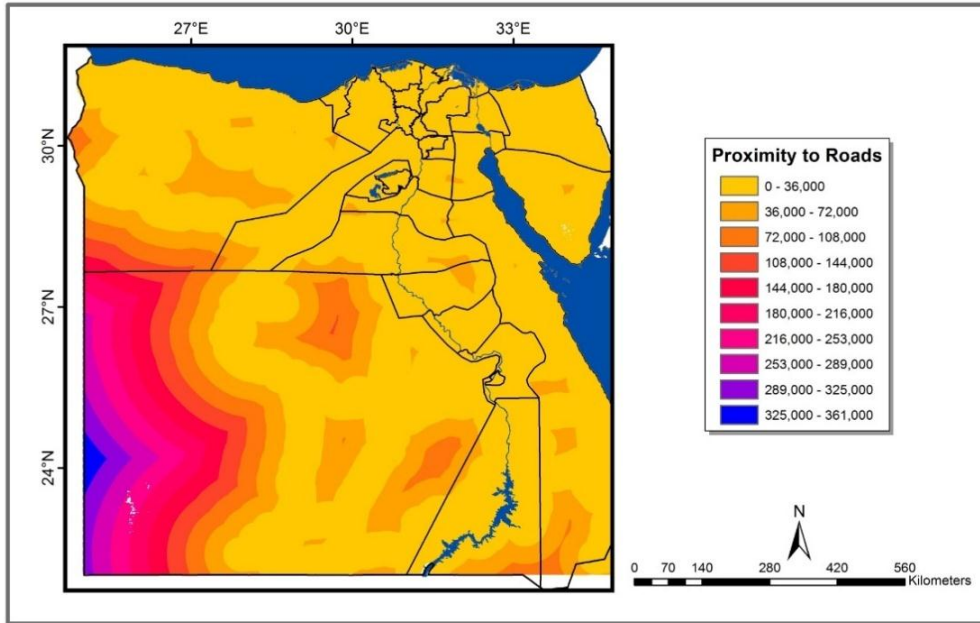 27°E 30°E 33°E
30°N
27°N
24°N
Proximity to Roads
0 - 36,000
36,000 - 72,000
72,000 - 108,000
108,000 - 144,000
144,000 - 180,000
180,000 - 216,000
216,000 - 253,000
253,000 - 289,000
289,000 - 325,000
325,000 - 361,000
N
0 70 140 280 420 560
Kilometers